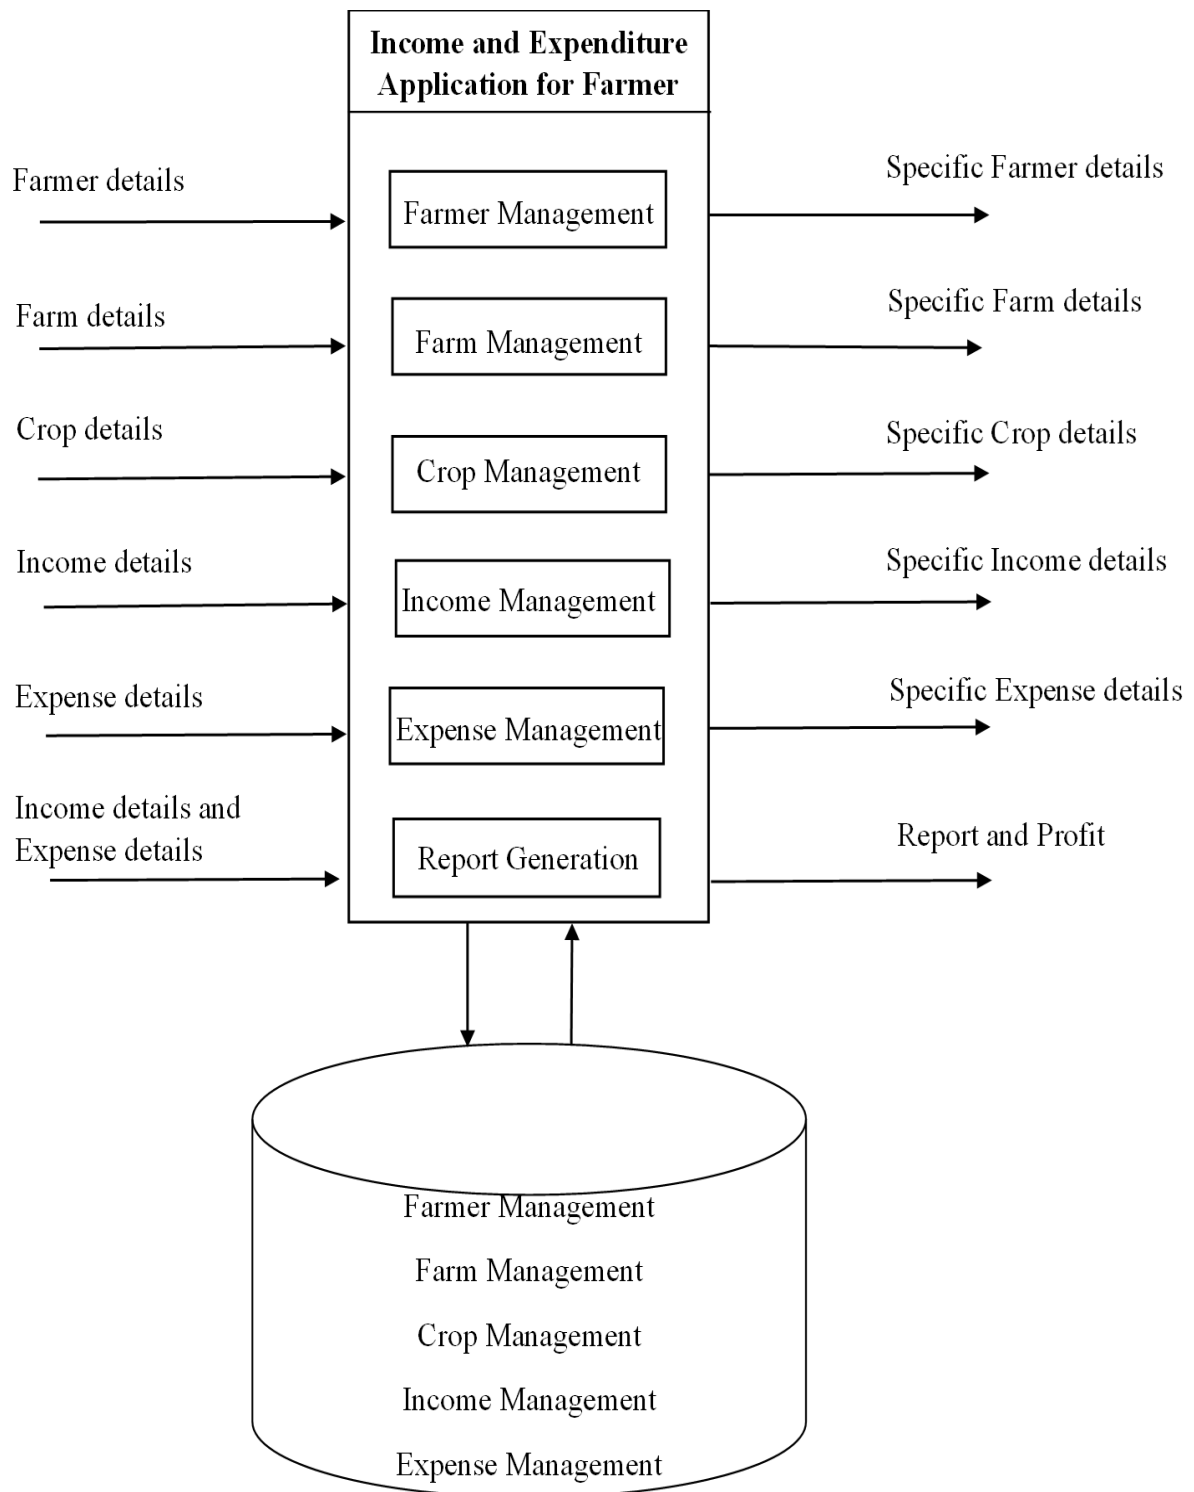 Income and Expenditure
Application for Farmer
Farmer details
Farmer Management
Specific Farmer details
Farm details
Farm Management
Specific Farm details
Crop details
Crop Management
Specific Crop details
Income details
Income Management
Specific Income details
Expense details
Expense Management
Specific Expense details
Income details and
Expense details
Report Generation
Report and Profit
Farmer Management
Farm Management
Crop Management
Income Management
Expense Management